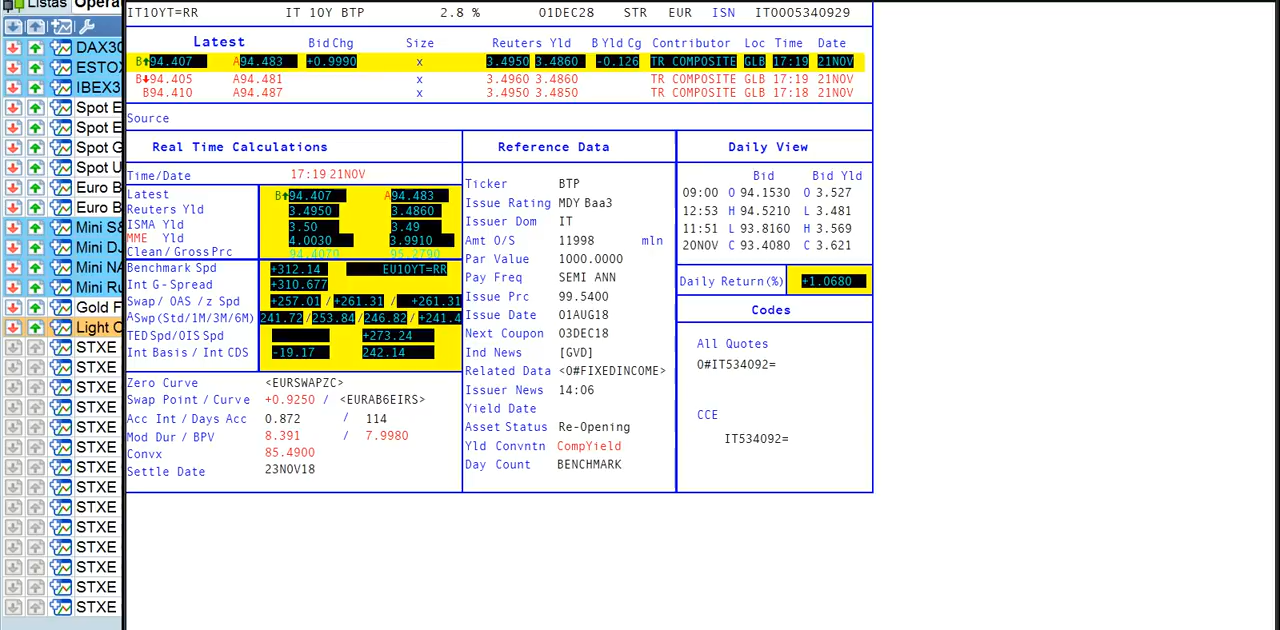 Listas Opera
DAX30
ESTOX
IBEX3
Spot E
Spot E
Spot G
Spot U
Euro B
Euro B
Mini S&
Mini DJ
Mini NA
Mini Ru
Gold F
Light C
STXE
STXE
STXE
STXE
STXE
STXE
STXE
STXE
STXE
STXE
STXE
STXE
STXE
STXE
IT10YT=RR IT 10Y BTP 2.8 % 01DEC28 STR EUR ISN IT0005340929
Latest BidChg Size Reuters Yld B Yld Cg Contributor Loc Time Date
B↑94.407 A94.483 +0.9990 x 3.4950 3.4860 -0.126 TR COMPOSITE GLB 17:19 21NOV
B↓94.405 A94.481 x 3.4960 3.4860 TR COMPOSITE GLB 17:19 21NOV
B94.410 A94.487 x 3.4950 3.4850 TR COMPOSITE GLB 17:18 21NOV
Source
Real Time Calculations
Time/Date 17:19 21NOV
Latest B↑94.407 A94.483
Reuters Yld 3.4950 3.4860
ISMA Yld 3.50 3.49
MME Yld 4.0030 3.9910
Clean/GrossPrc 94.4070 95.2790
Benchmark Spd +312.14 EU10YT=RR
Int G-Spread +310.677
Swap/ OAS / z Spd +257.01 / +261.31 / +261.31
ASwp(Std/1M/3M/6M) 241.72/253.84/246.82/+241.4
TEDSpd/OIS Spd +273.24
Int Basis / Int CDS -19.17 242.14
Zero Curve <EURSWAPZC>
Swap Point / Curve +0.9250 / <EURAB6EIRS>
Acc Int / Days Acc 0.872 / 114
Mod Dur / BPV 8.391 / 7.9980
Convx 85.4900
Settle Date 23NOV18
Reference Data
Ticker BTP
Issue Rating MDY Baa3
Issuer Dom IT
Amt O/S 11998 mln
Par Value 1000.0000
Pay Freq SEMI ANN
Issue Prc 99.5400
Issue Date 01AUG18
Next Coupon 03DEC18
Ind News [GVD]
Related Data <O#FIXEDINCOME>
Issuer News 14:06
Yield Date
Asset Status Re-Opening
Yld Convntn CompYield
Day Count BENCHMARK
Daily View
Bid Bid Yld
09:00 O 94.1530 O 3.527
12:53 H 94.5210 L 3.481
11:51 L 93.8160 H 3.569
20NOV C 93.4080 C 3.621
Daily Return(%) +1.0680
Codes
All Quotes
O#IT534092=
CCE
IT534092=